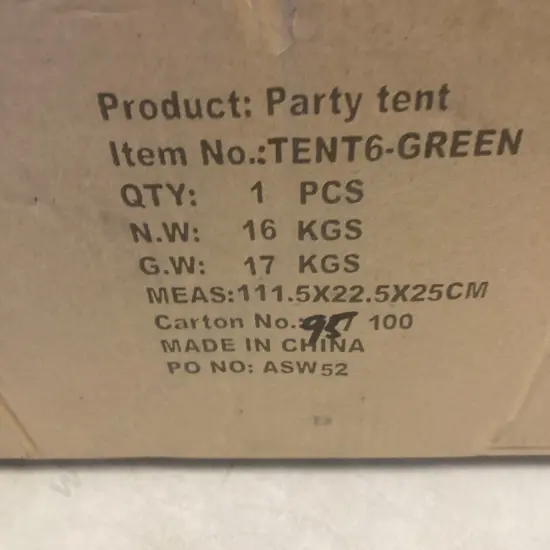 Product: Party tent
Item No.:TENT6-GREEN
QTY: 1 PCS
N.W: 16 KGS
G.W: 17 KGS
MEAS:111.5X22.5X25CM
Carton No.: 95/ 100
MADE IN CHINA
PO NO: ASW52